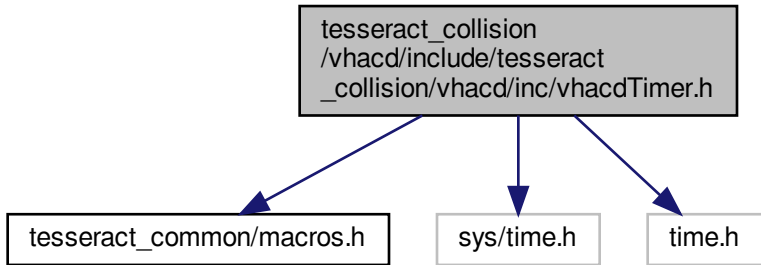 tesseract_collision
/vhacd/include/tesseract
_collision/vhacd/inc/vhacdTimer.h
tesseract_common/macros.h
sys/time.h
time.h